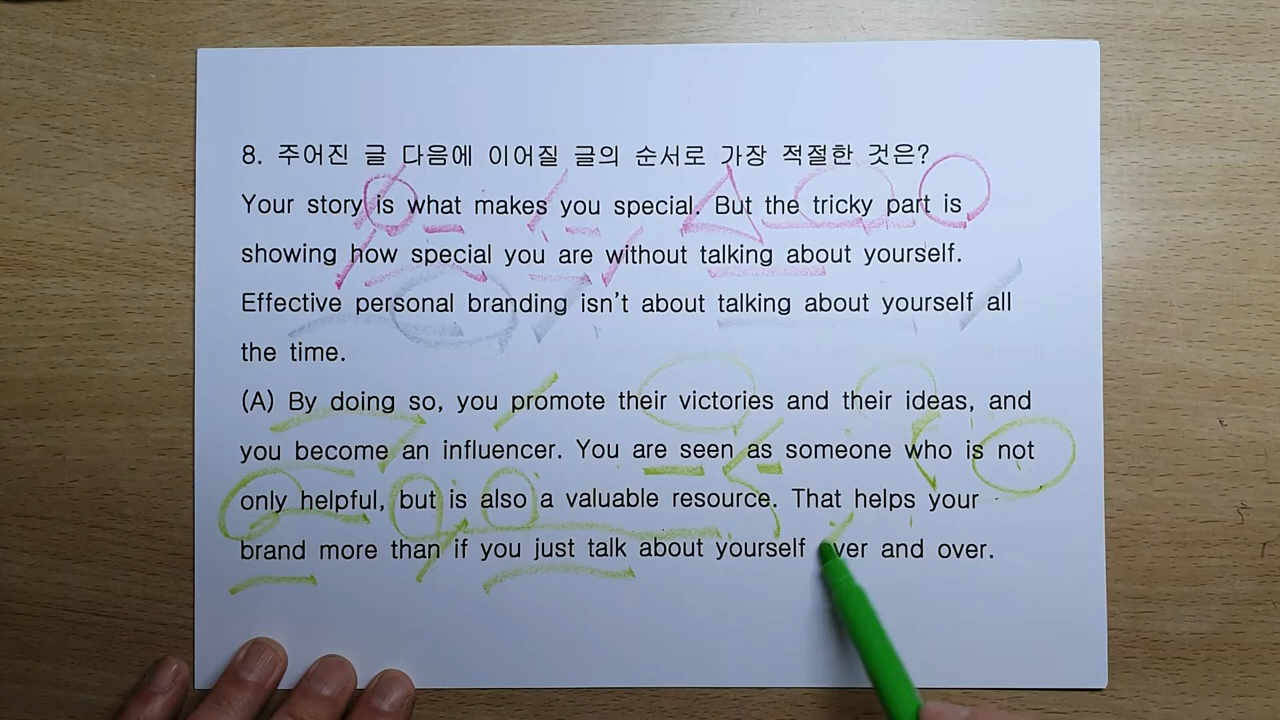 8. 주어진 글 다음에 이어질 글의 순서로 가장 적절한 것은?
Your story is what makes you special. But the tricky part is
showing how special you are without talking about yourself.
Effective personal branding isn't about talking about yourself all
the time.
(A) By doing so, you promote their victories and their ideas, and
you become an influencer. You are seen as someone who is not
only helpful, but is also a valuable resource. That helps your
brand more than if you just talk about yourself over and over.